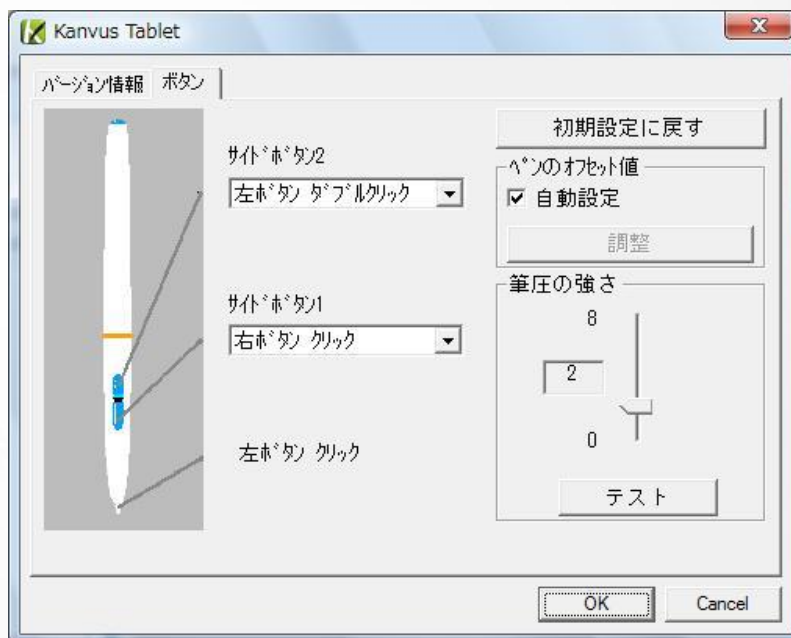 Kanvus Tablet
ﾊﾞｰｼﾞｮﾝ情報
ボタン
ｻｲﾄﾞﾎﾞﾀﾝ2
左ﾎﾞﾀﾝ ﾀﾞﾌﾞﾙｸﾘｯｸ
ｻｲﾄﾞﾎﾞﾀﾝ1
右ﾎﾞﾀﾝ ｸﾘｯｸ
左ﾎﾞﾀﾝ ｸﾘｯｸ
初期設定に戻す
ﾍﾟﾝのｵﾌｾｯﾄ値
自動設定
調整
筆圧の強さ
8
2
0
テスト
OK
Cancel